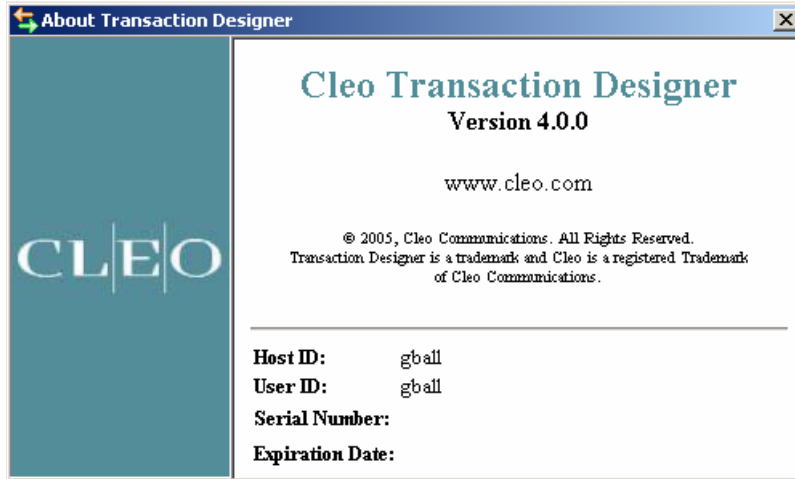 About Transaction Designer
Cleo Transaction Designer
Version 4.0.0
www.cleo.com
© 2005, Cleo Communications. All Rights Reserved.
Transaction Designer is a trademark and Cleo is a registered Trademark
of Cleo Communications.
CLEO
Host ID: gball
User ID: gball
Serial Number:
Expiration Date: